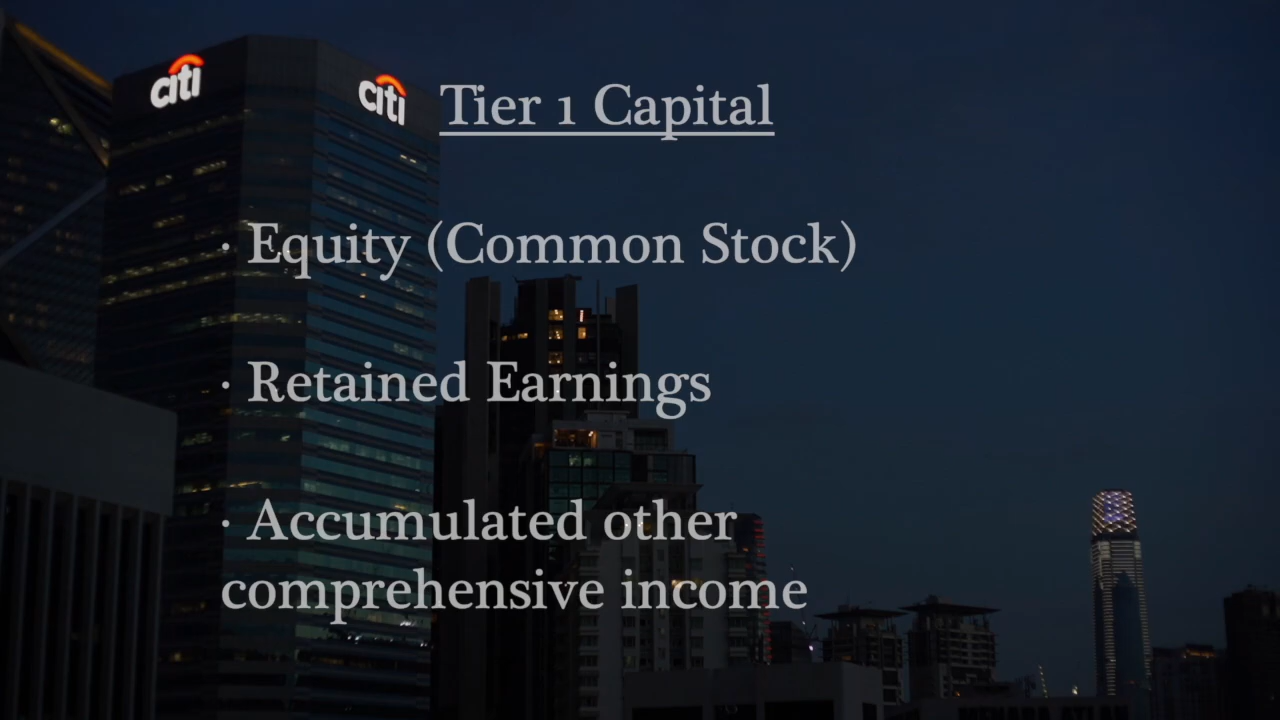 citi
citi
Tier 1 Capital
· Equity (Common Stock)
· Retained Earnings
· Accumulated other
comprehensive income